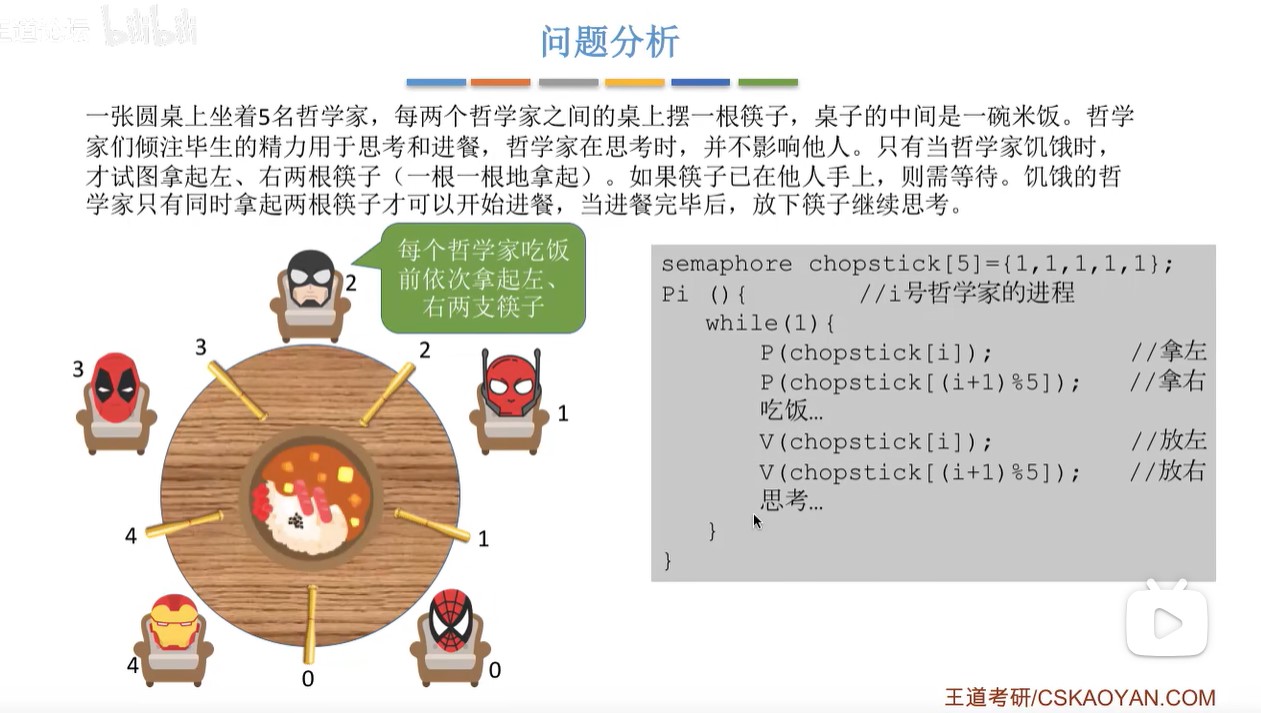 王道论坛 bilibili
问题分析
一张圆桌上坐着5名哲学家，每两个哲学家之间的桌上摆一根筷子，桌子的中间是一碗米饭。哲学
家们倾注毕生的精力用于思考和进餐，哲学家在思考时，并不影响他人。只有当哲学家饥饿时，
才试图拿起左、右两根筷子（一根一根地拿起）。如果筷子已在他人手上，则需等待。饥饿的哲
学家只有同时拿起两根筷子才可以开始进餐，当进餐完毕后，放下筷子继续思考。
每个哲学家吃饭
前依次拿起左、
右两支筷子
2
3
3
2
1
4
1
4
0
0
semaphore chopstick[5]={1,1,1,1,1};
Pi (){ //i号哲学家的进程
while(1){
P(chopstick[i]); //拿左
P(chopstick[(i+1)%5]); //拿右
吃饭…
V(chopstick[i]); //放左
V(chopstick[(i+1)%5]); //放右
思考…
}
}
王道考研/CSKAOYAN.COM